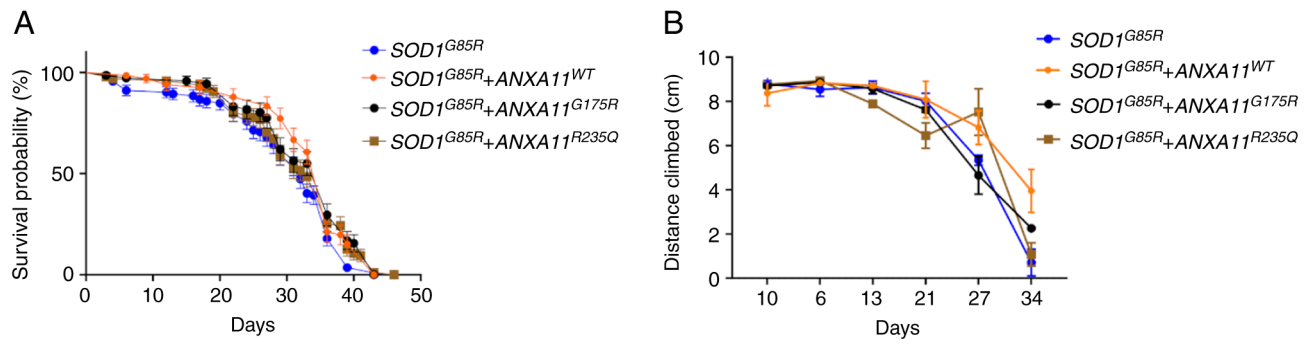 A
Survival probability (%)
100
50
0
0 10 20 30 40 50
Days
SOD1G85R
SOD1G85R+ANXA11WT
SOD1G85R+ANXA11G175R
SOD1G85R+ANXA11R235Q
B
Distance climbed (cm)
10
8
6
4
2
0
10 6 13 21 27 34
Days
SOD1G85R
SOD1G85R+ANXA11WT
SOD1G85R+ANXA11G175R
SOD1G85R+ANXA11R235Q